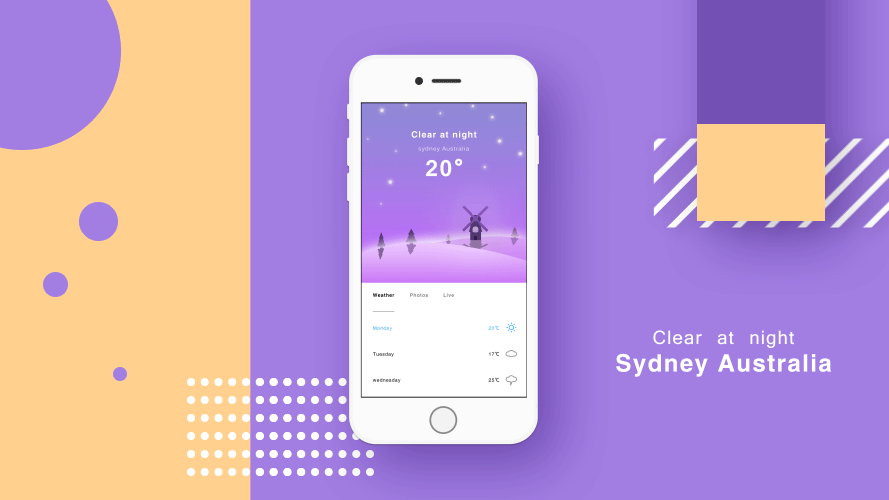 Clear at night
sydney Australia
20°
Weather Photos Live
Monday 20℃
Tuesday 17℃
wednesday 25℃
Clear at night
Sydney Australia